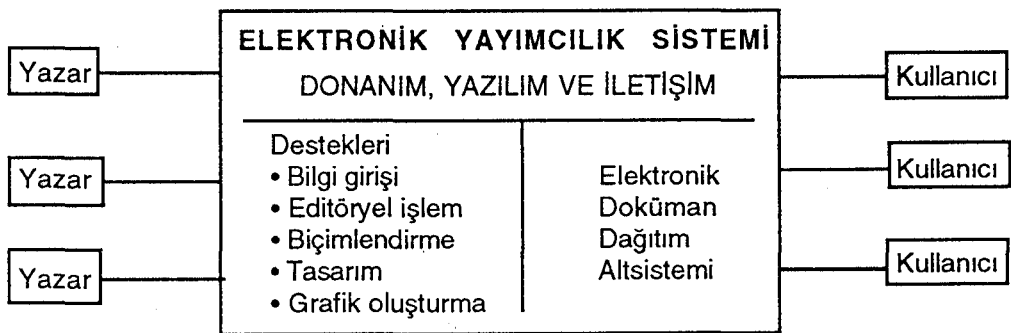 ELEKTRONİK YAYIMCILIK SİSTEMİ
DONANIM, YAZILIM VE İLETİŞİM
Yazar
Yazar
Yazar
Destekleri
• Bilgi girişi
• Editöryel işlem
• Biçimlendirme
• Tasarım
• Grafik oluşturma
Elektronik
Doküman
Dağıtım
Altsistemi
Kullanıcı
Kullanıcı
Kullanıcı